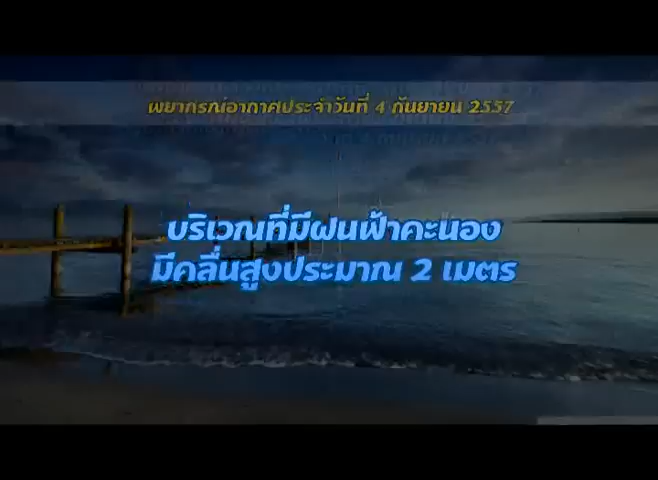 พยากรณ์อากาศประจำวันที่ 4 กันยายน 2557
บริเวณที่มีฝนฟ้าคะนอง
มีคลื่นสูงประมาณ 2 เมตร